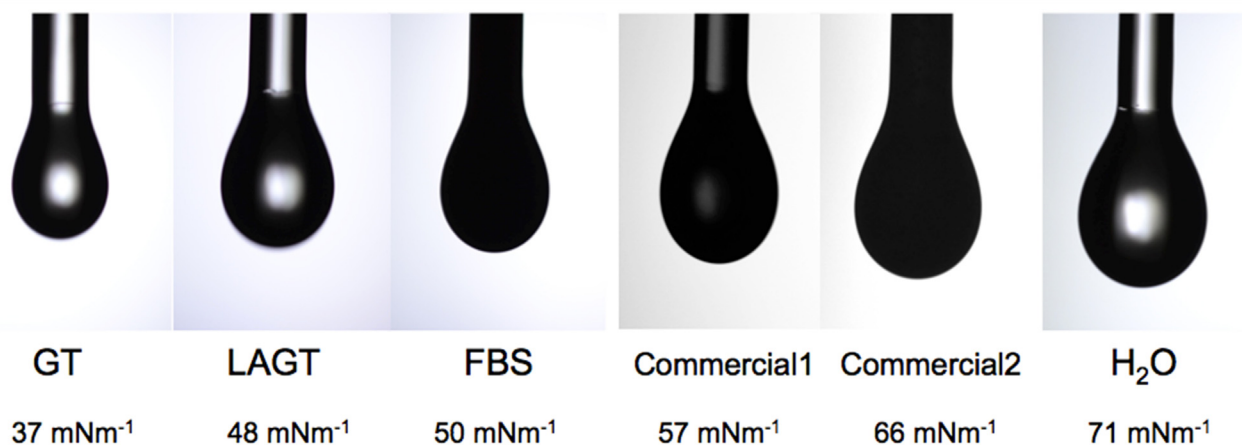 GT LAGT FBS Commercial1 Commercial2 H₂O
37 mNm⁻¹ 48 mNm⁻¹ 50 mNm⁻¹ 57 mNm⁻¹ 66 mNm⁻¹ 71 mNm⁻¹